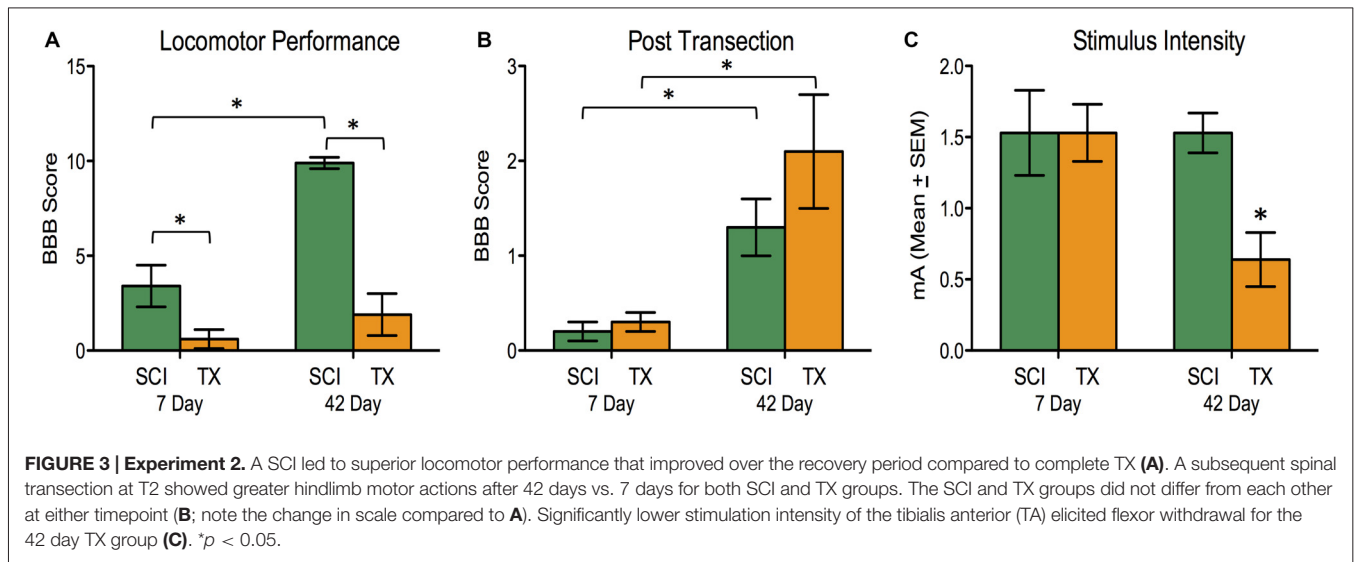 A
Locomotor Performance
BBB Score
15
10
5
0
*
*
*
SCI TX SCI TX
7 Day 42 Day
B
Post Transection
BBB Score
3
2
1
0
*
*
SCI TX SCI TX
7 Day 42 Day
C
Stimulus Intensity
mA (Mean ± SEM)
2.0
1.5
1.0
0.5
0.0
*
SCI TX SCI TX
7 Day 42 Day
FIGURE 3 | Experiment 2. A SCI led to superior locomotor performance that improved over the recovery period compared to complete TX (A). A subsequent spinal
transection at T2 showed greater hindlimb motor actions after 42 days vs. 7 days for both SCI and TX groups. The SCI and TX groups did not differ from each other
at either timepoint (B; note the change in scale compared to A). Significantly lower stimulation intensity of the tibialis anterior (TA) elicited flexor withdrawal for the
42 day TX group (C). *p < 0.05.